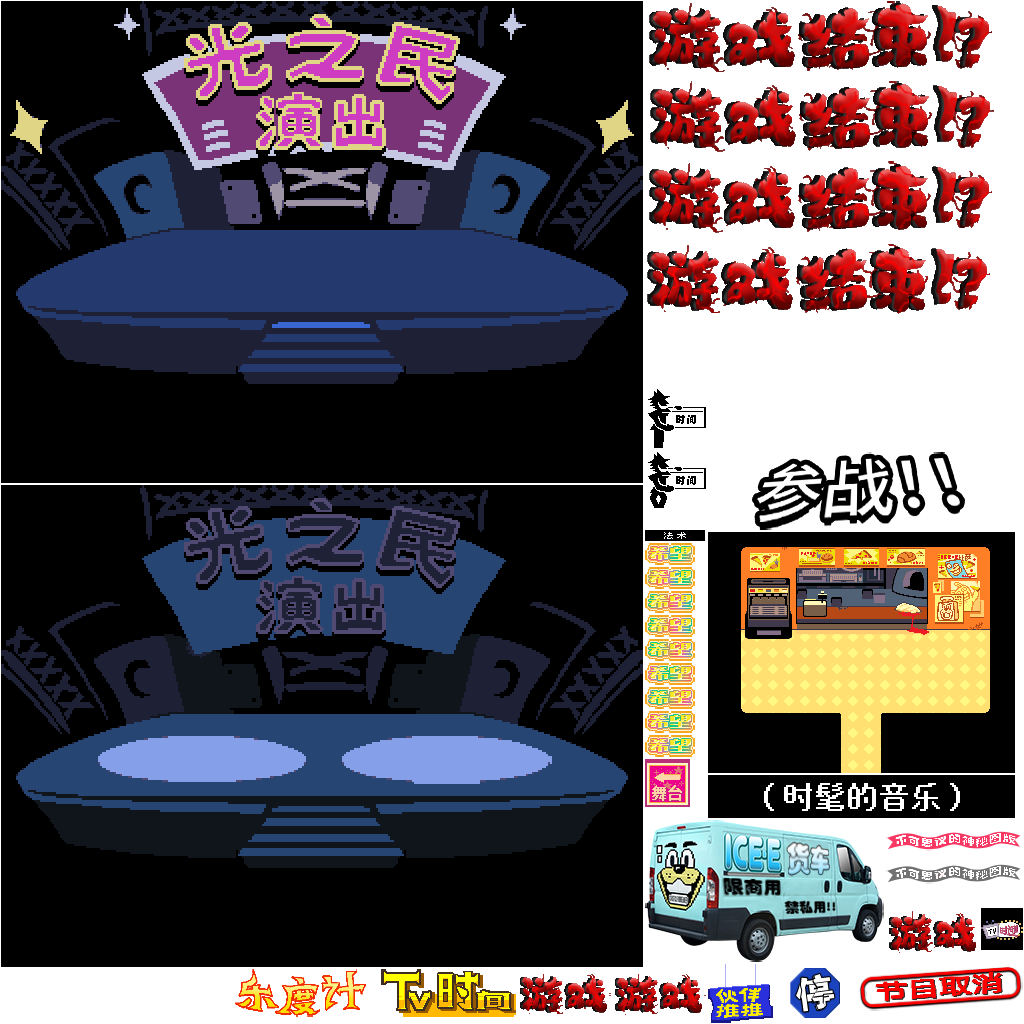 光之民
演出
游戏结束!?
游戏结束!?
游戏结束!?
游戏结束!?
时间
时间
参战!!
法术
希望
希望
希望
希望
希望
希望
希望
希望
希望
舞台
(时髦的音乐)
光之民
演出
ICE-E 货车
限商用
禁私用!!
不可思议的神秘图版
不可思议的神秘图版
游戏
TV时间
乐度计
TV时间
游戏
游戏
伙伴
推推
停
节目取消